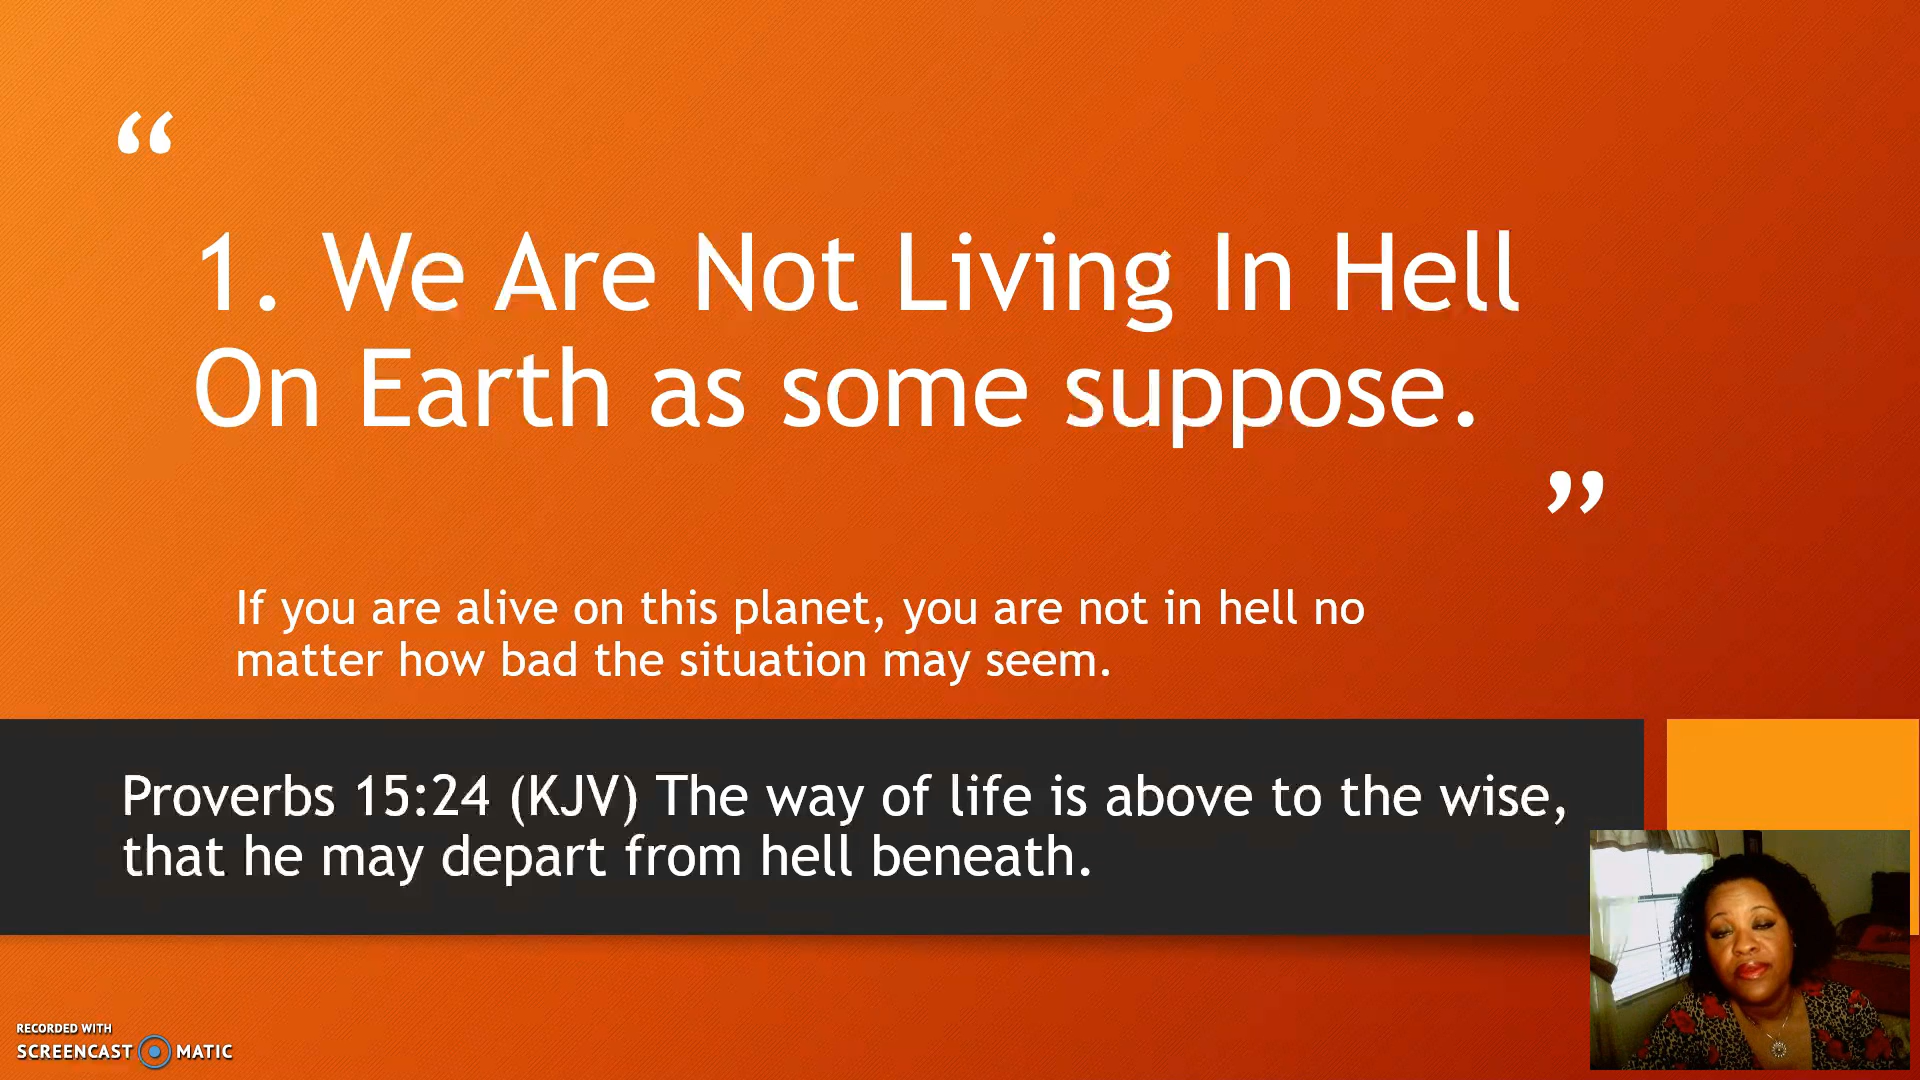 “
1. We Are Not Living In Hell
On Earth as some suppose.
”
If you are alive on this planet, you are not in hell no
matter how bad the situation may seem.
Proverbs 15:24 (KJV) The way of life is above to the wise,
that he may depart from hell beneath.
RECORDED WITH
SCREENCAST MATIC